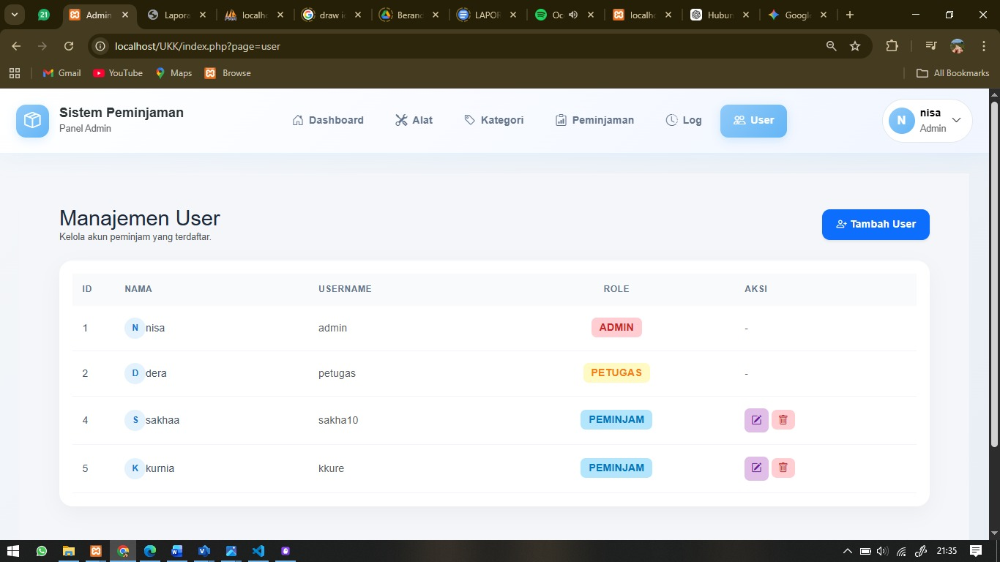 21
Admin
Lapora
localho
draw io
Beranda
LAPOR
Oc
localho
Hubun
Google
localhost/UKK/index.php?page=user
Gmail
YouTube
Maps
Browse
All Bookmarks
Sistem Peminjaman
Panel Admin
Dashboard
Alat
Kategori
Peminjaman
Log
User
N
nisa
Admin
Manajemen User
Kelola akun peminjam yang terdaftar.
Tambah User
ID NAMA USERNAME ROLE AKSI
1 N nisa admin ADMIN -
2 D dera petugas PETUGAS -
4 S sakhaa sakha10 PEMINJAM
5 K kurnia kkure PEMINJAM
21:35